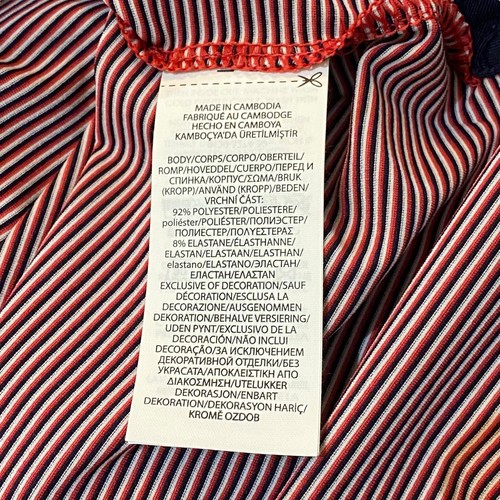 MADE IN CAMBODIA
FABRIQUÉ AU CAMBODGE
HECHO EN CAMBOYA
KAMBOÇYA'DA ÜRETİLMİŞTİR
BODY/CORPS/CORPO/OBERTEIL/
ROMP/HOVEDDEL/CUERPO/ПЕРЕД И
СПИНКА/КОРПУС/ΣΩΜΑ/BRUK
(KROPP)/ANVÄND (KROPP)/BEDEN/
VRCHNÍ ČÁST:
92% POLYESTER/POLIESTERE/
poliéster/POLIESTER/ПОЛИЭСТЕР/
ПОЛИЕСТЕР/ΠΟΛΥΕΣΤΕΡΑΣ
8% ELASTANE/ÉLASTHANNE/
ELASTAN/ELASTAAN/ELASTHAN/
elastano/ELASTANO/ЭЛАСТАН/
ЕЛАСТАН/ΕΛΑΣΤΑΝ
EXCLUSIVE OF DECORATION/SAUF
DÉCORATION/ESCLUSA LA
DECORAZIONE/AUSGENOMMEN
DEKORATION/BEHALVE VERSIERING/
UDEN PYNT/EXCLUSIVO DE LA
DECORACIÓN/NÃO INCLUI
DECORAÇÃO/ЗА ИСКЛЮЧЕНИЕМ
ДЕКОРАТИВНОЙ ОТДЕЛКИ/БЕЗ
УКРАСАТА/ΑΠΟΚΛΕΙΣΤΙΚΗ ΑΠΟ
ΔΙΑΚΟΣΜΗΣΗ/UTELUKKER
DEKORASJON/ENBART
DEKORATION/DEKORASYON HARİÇ/
KROMĚ OZDOB